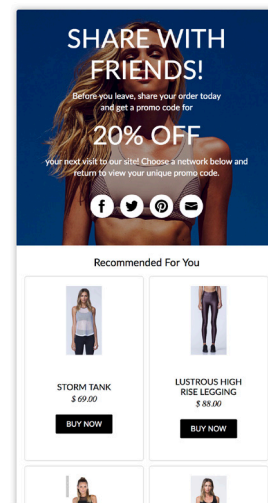 SHARE WITH
FRIENDS!
Before you leave, share your order today
and get a promo code for
20% OFF
your next visit to our site! Choose a network below and
return to view your unique promo code.
Recommended For You
STORM TANK
$ 69.00
BUY NOW
LUSTROUS HIGH
RISE LEGGING
$ 88.00
BUY NOW